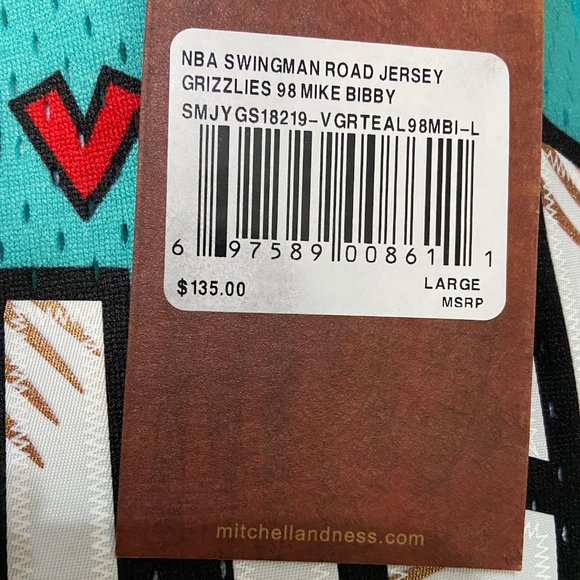 V
NBA SWINGMAN ROAD JERSEY
GRIZZLIES 98 MIKE BIBBY
SMJYGS18219-VGRTEAL98MBI-L
6 97589 00861 1
$135.00 LARGE
MSRP
mitchellandness.com